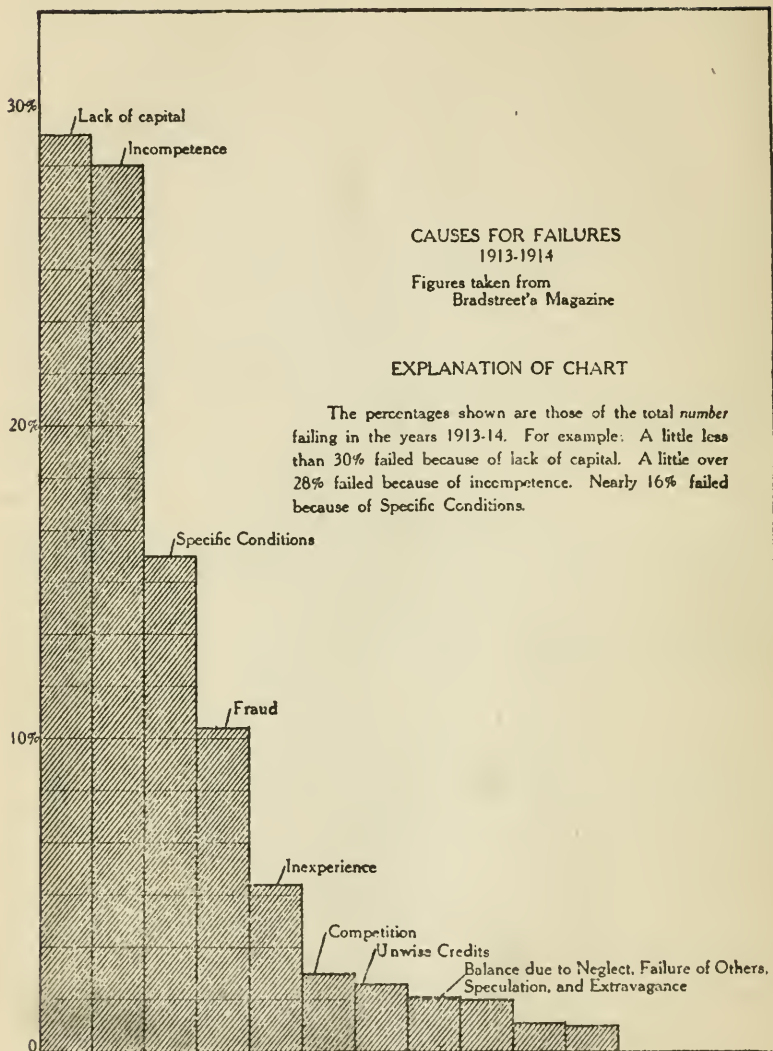 30%
Lack of capital
Incompetence
CAUSES FOR FAILURES
1913-1914
Figures taken from
Bradstreet's Magazine
EXPLANATION OF CHART
The percentages shown are those of the total number
20%
failing in the years 1913-14. For example: A little less
than 30% failed because of lack of capital. A little over
28% failed because of incompetence. Nearly 16% failed
because of Specific Conditions.
Specific Conditions
Fraud
10%
Inexperience
Competition
Unwise Credits
Balance due to Neglect, Failure of Others,
Speculation, and Extravagance
0